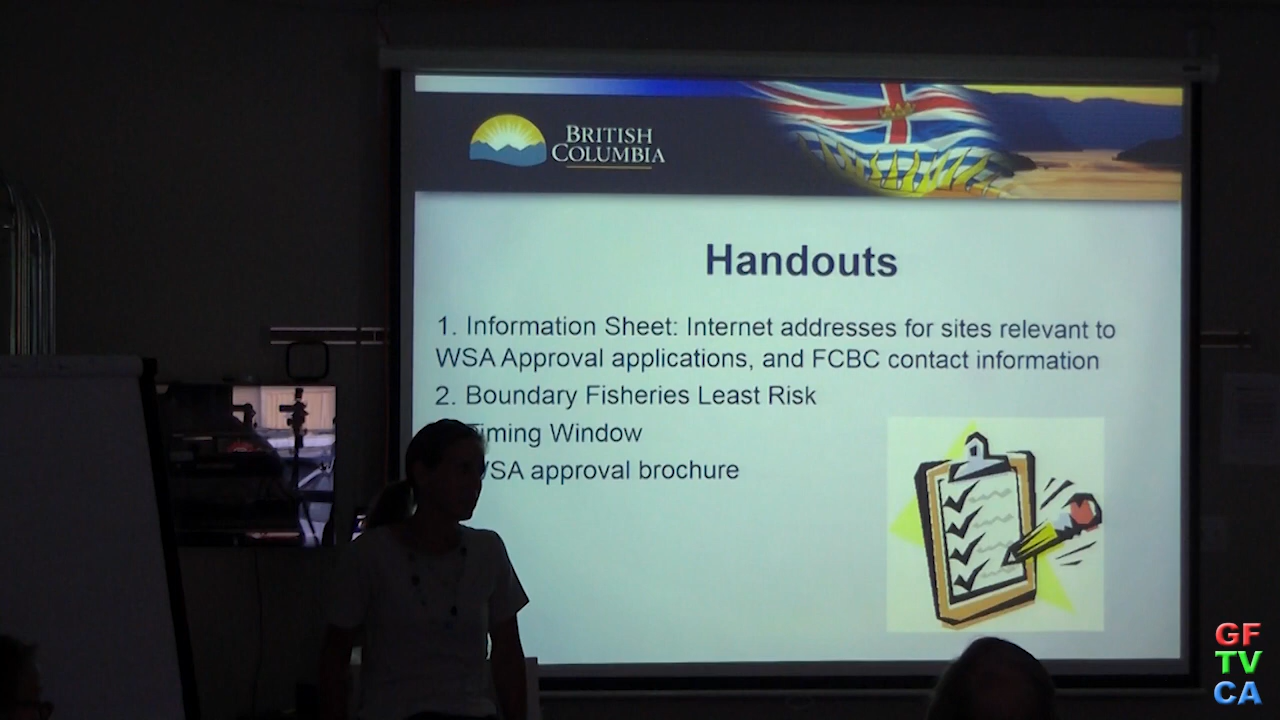 BRITISH
COLUMBIA
Handouts
1. Information Sheet: Internet addresses for sites relevant to
WSA Approval applications, and FCBC contact information
2. Boundary Fisheries Least Risk
Timing Window
WSA approval brochure
GF
TV
CA